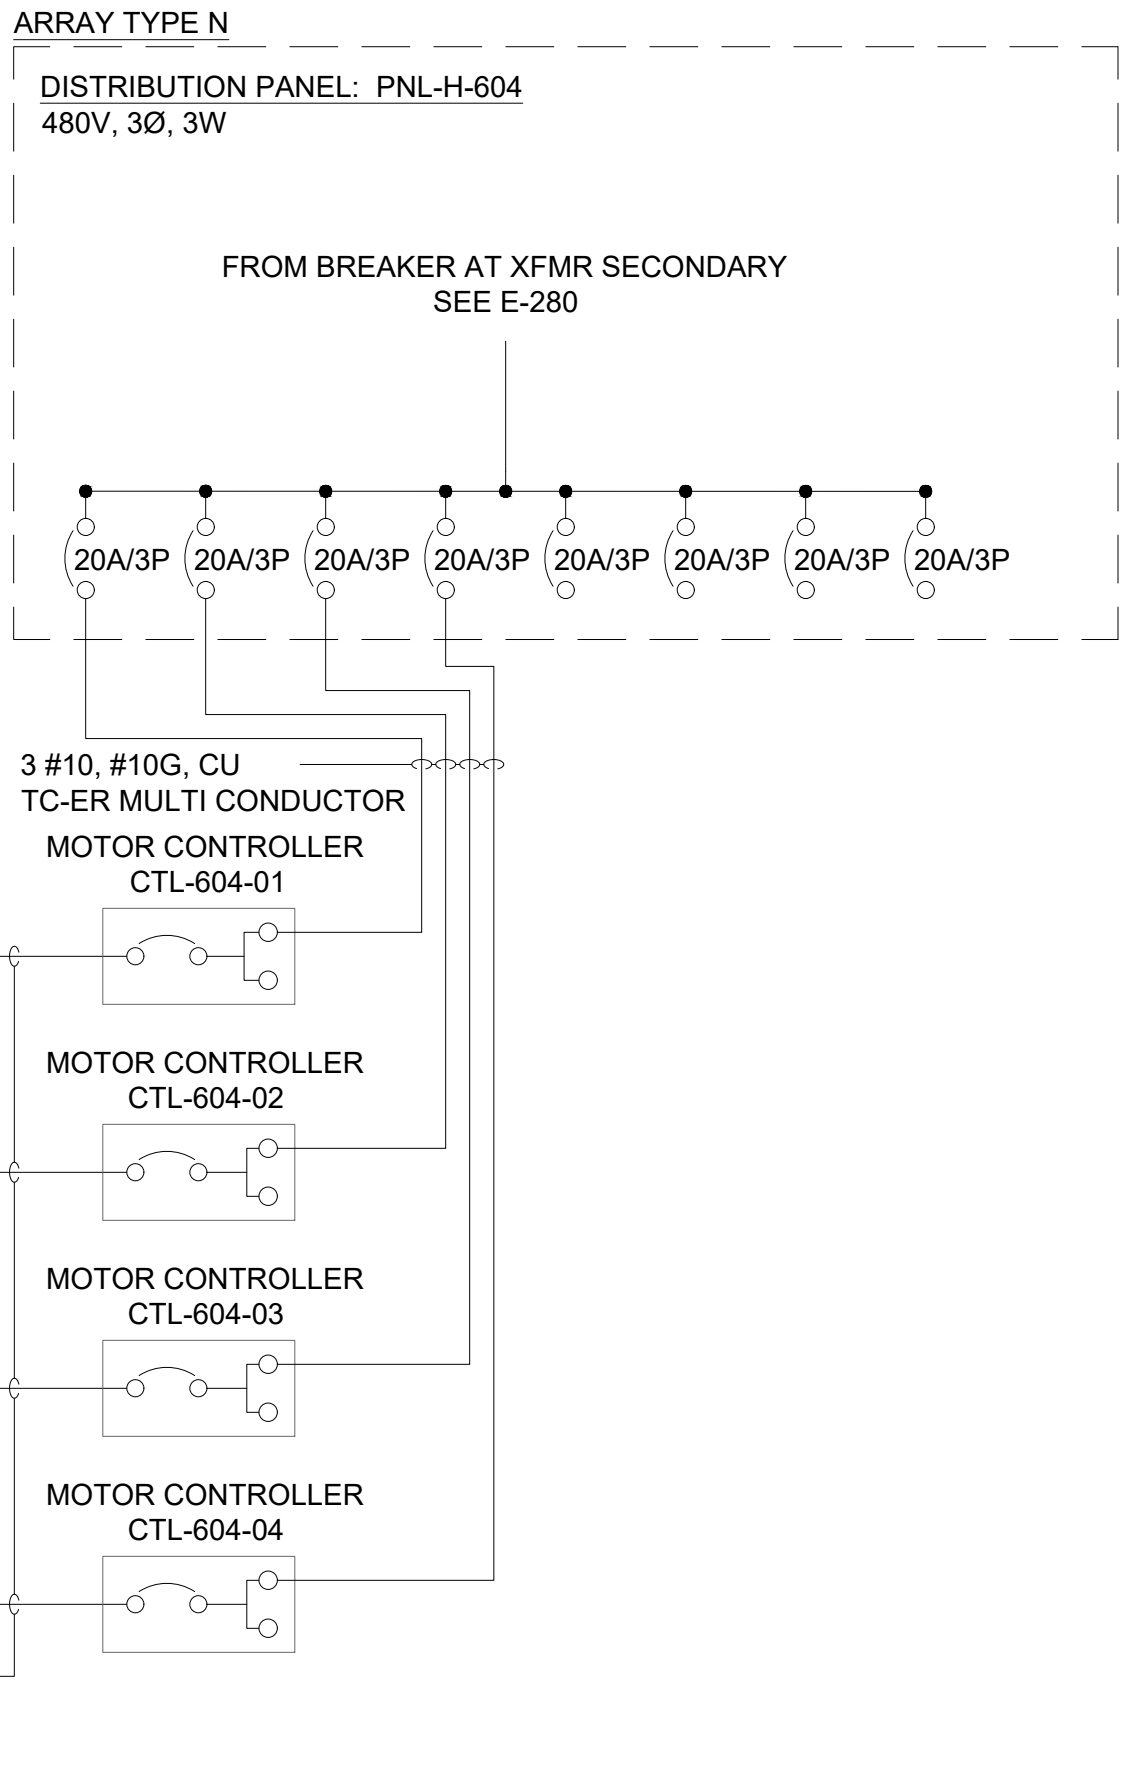 ARRAY TYPE N
DISTRIBUTION PANEL: PNL-H-604
480V, 3Ø, 3W
FROM BREAKER AT XFMR SECONDARY
SEE E-280
20A/3P 20A/3P 20A/3P 20A/3P 20A/3P 20A/3P 20A/3P 20A/3P
3 #10, #10G, CU
TC-ER MULTI CONDUCTOR
MOTOR CONTROLLER
CTL-604-01
MOTOR CONTROLLER
CTL-604-02
MOTOR CONTROLLER
CTL-604-03
MOTOR CONTROLLER
CTL-604-04